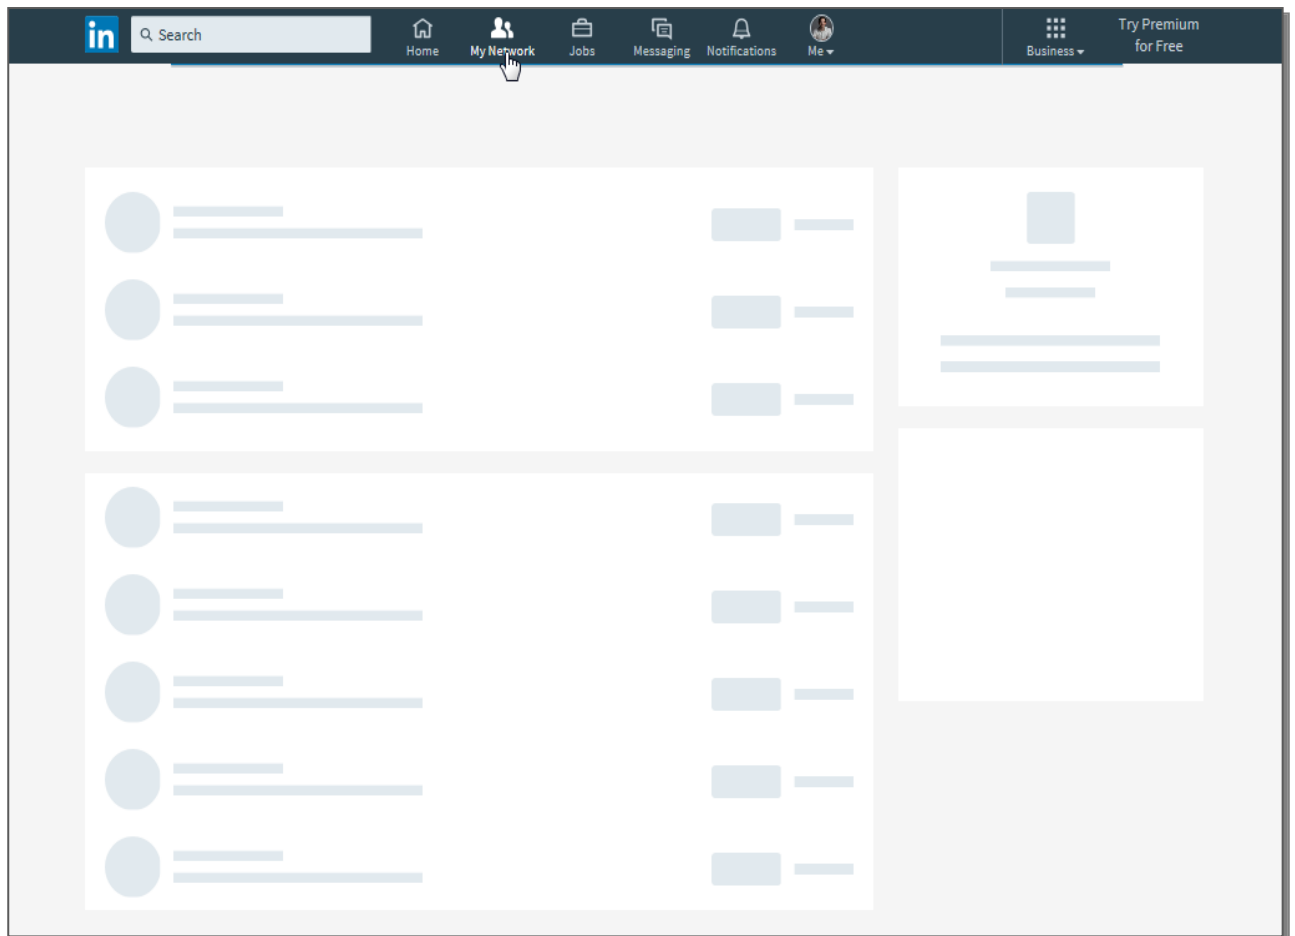 in
Search
Home
My Network
Jobs
Messaging
Notifications
Me
Business
Try Premium
for Free